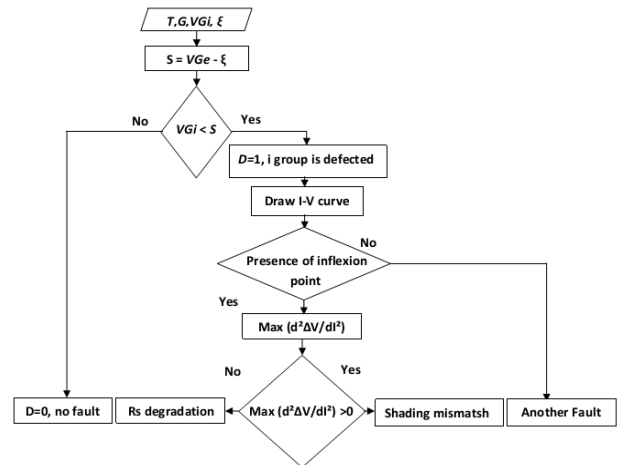 T,G,VGi, ξ
S = VGe - ξ
No
Yes
VGi < S
D=1, i group is defected
Draw I-V curve
No
Presence of inflexion
point
Yes
Max (d²ΔV/dI²)
No
Yes
D=0, no fault
Rs degradation
Max (d²ΔV/dI²) >0
Shading mismatsh
Another Fault